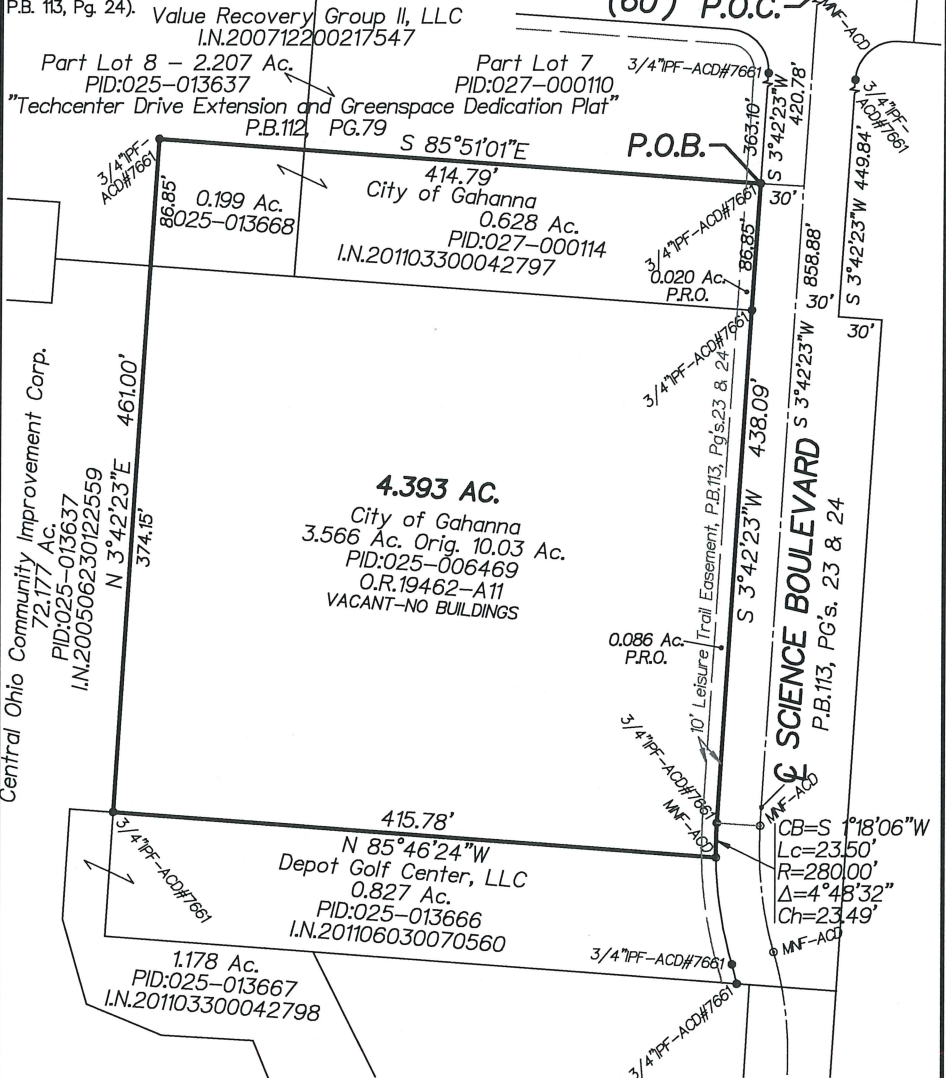 P.B. 113, Pg. 24).
Value Recovery Group II, LLC
I.N.200712200217547
(60') P.O.C.
MNF-ACD
Part Lot 8 - 2.207 Ac.
PID:025-013637
Part Lot 7
PID:027-000110
"Techcenter Drive Extension and Greenspace Dedication Plat"
P.B.112, PG.79
3/4"IPF-ACD#7661
363.10'
S 3°42'23"W
420.78'
3/4"IPF-
ACD#7661
S 3°42'23"W 449.84'
3/4"IPF-
ACD#7661
S 85°51'01"E
414.79'
P.O.B.
30'
86.85'
0.199 Ac.
025-013668
City of Gahanna
0.628 Ac.
PID:027-000114
I.N.201103300042797
3/4"IPF-ACD#7661
86.85'
0.020 Ac.
P.R.O.
858.88'
30'
30'
3/4"IPF-ACD#7661
Central Ohio Community Improvement Corp.
72.177 Ac.
PID:025-013637
I.N.200506230122559
N 3°42'23"E 461.00'
374.15'
4.393 AC.
City of Gahanna
3.566 Ac. Orig. 10.03 Ac.
PID:025-006469
O.R.19462-A11
VACANT-NO BUILDINGS
10' Leisure Trail Easement, P.B.113, Pg's.23 & 24
S 3°42'23"W 438.09'
S 3°42'23"W
℄ SCIENCE BOULEVARD
P.B.113, PG's. 23 & 24
0.086 Ac.
P.R.O.
3/4"IPF-ACD#7661
MNF-ACD
MNF-ACD
415.78'
N 85°46'24"W
Depot Golf Center, LLC
0.827 Ac.
PID:025-013666
I.N.201106030070560
3/4"IPF-ACD#7661
CB=S 1°18'06"W
Lc=23.50'
R=280.00'
Δ=4°48'32"
Ch=23.49'
MNF-ACD
3/4"IPF-ACD#7661
1.178 Ac.
PID:025-013667
I.N.201103300042798
3/4"IPF-ACD#7661